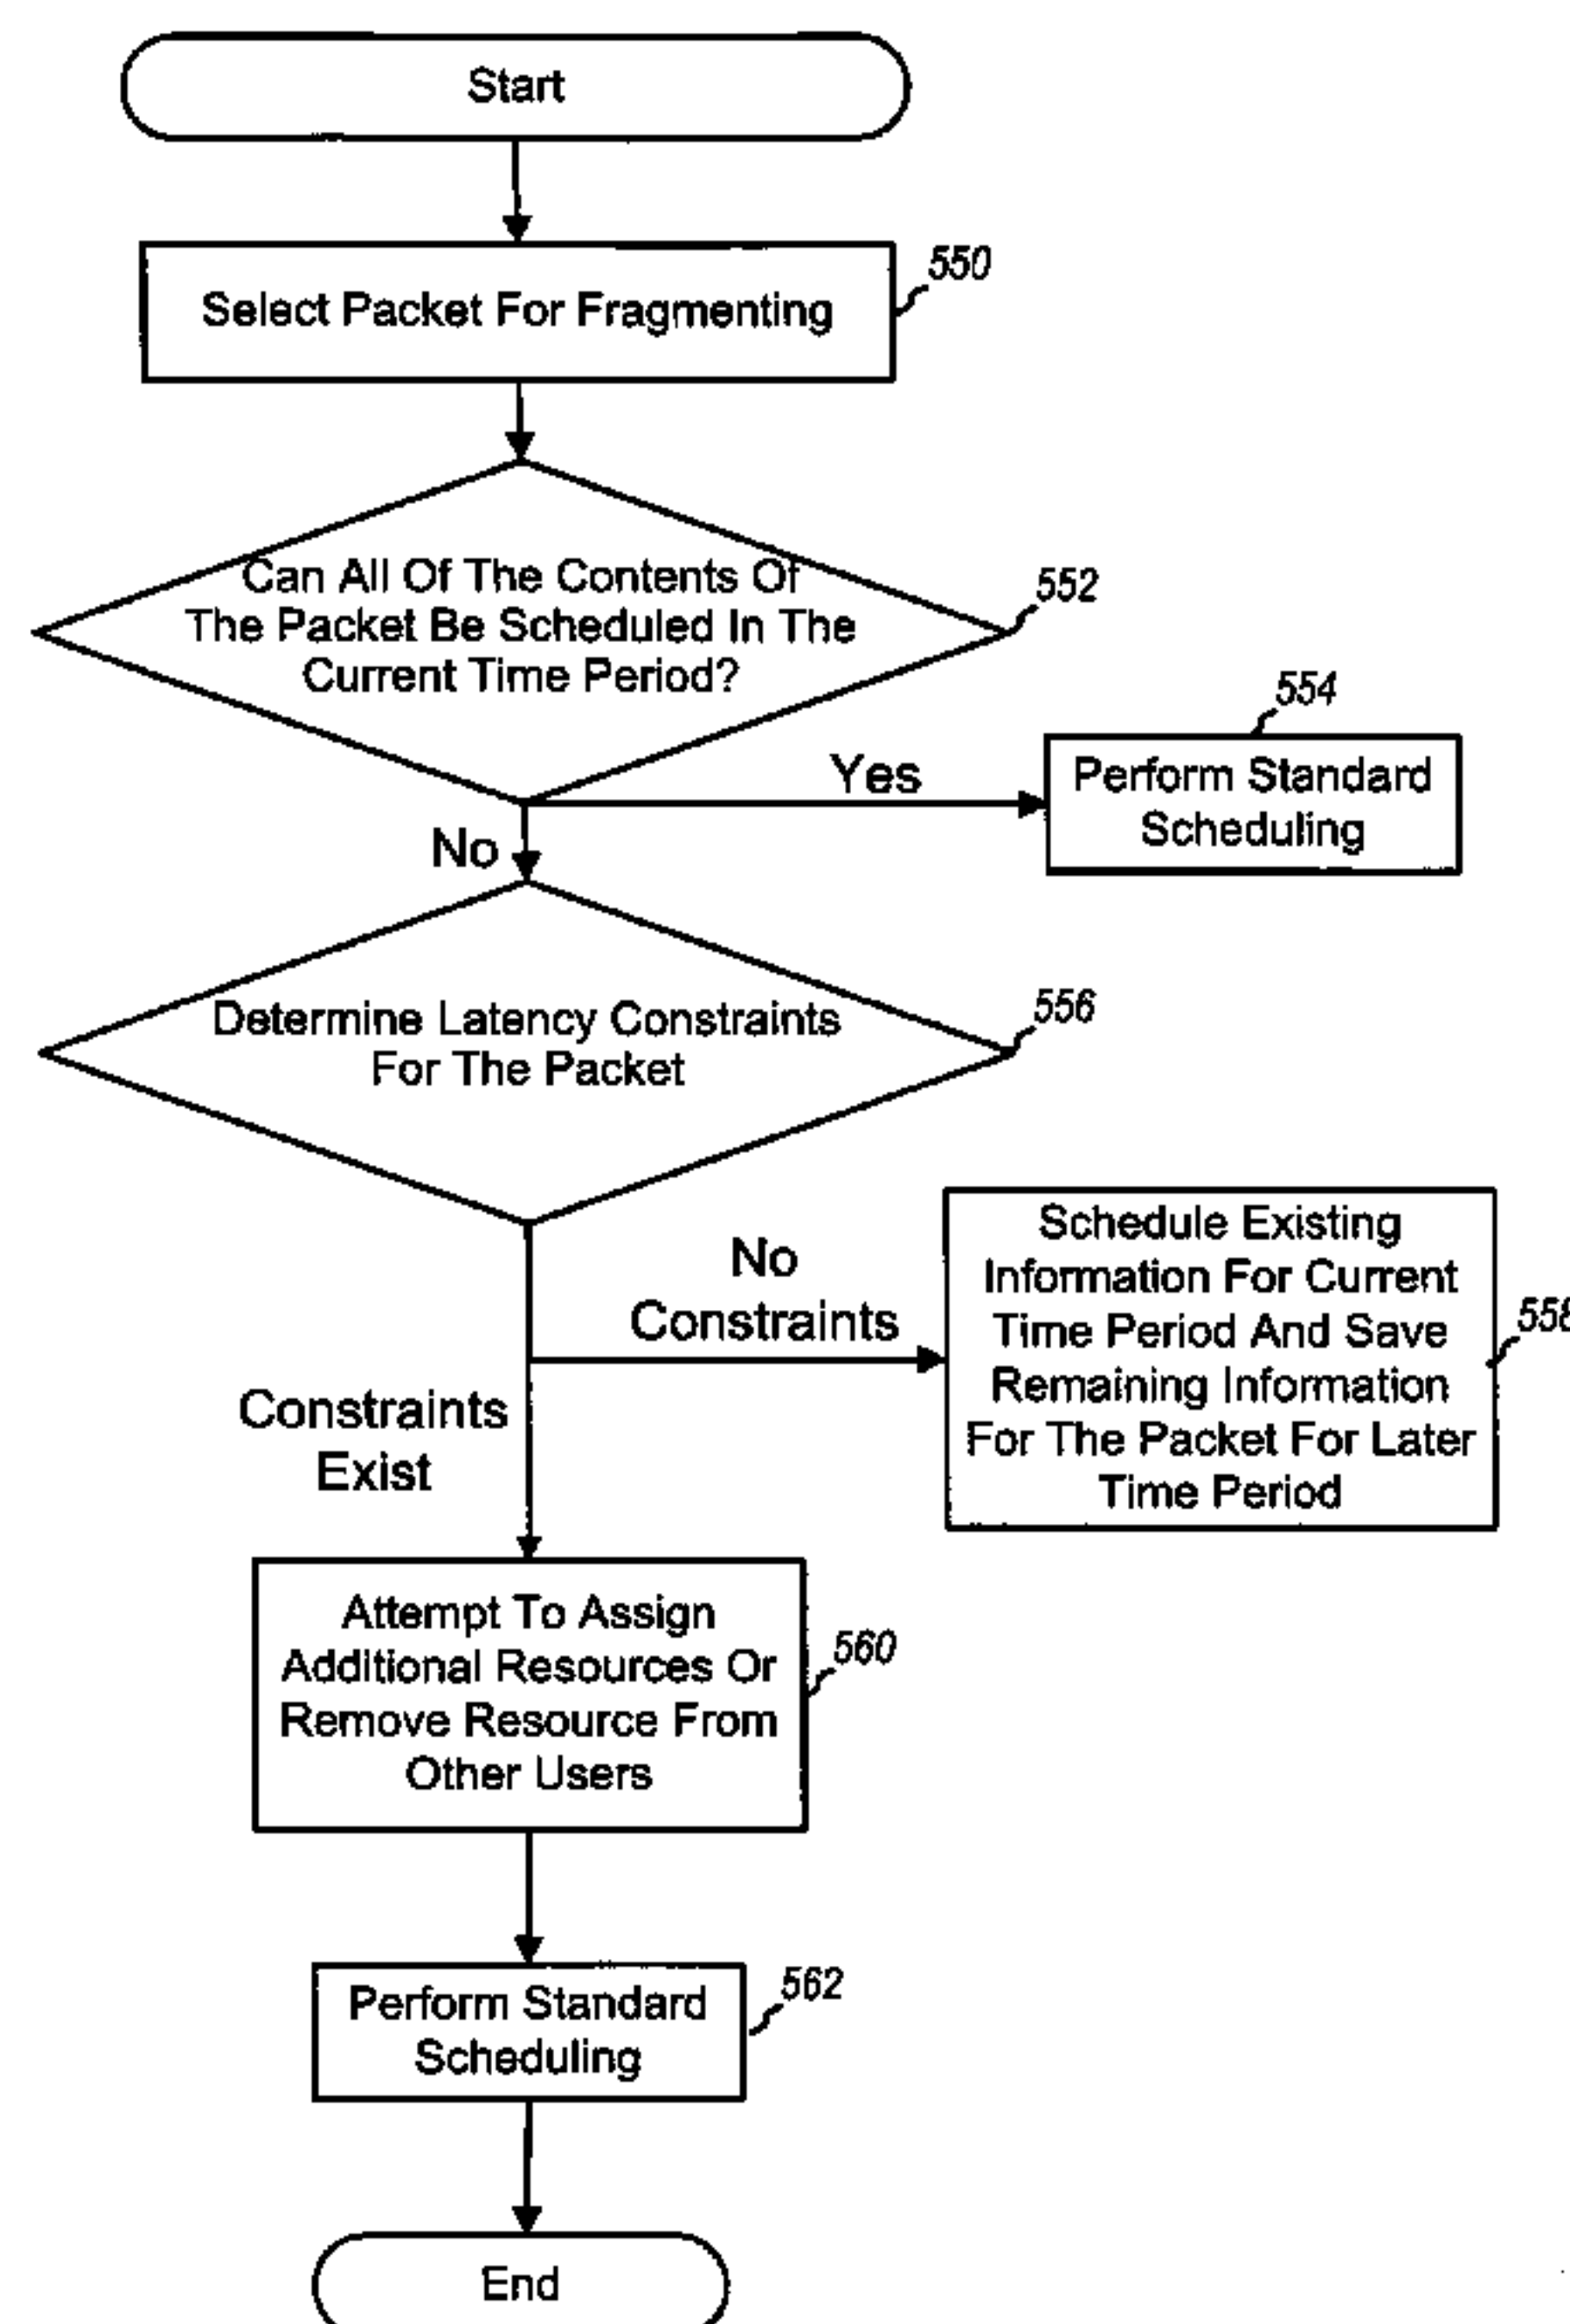 Start
Select Packet For Fragmenting
550
Can All Of The Contents Of
The Packet Be Scheduled In The
Current Time Period?
552
Yes
554
Perform Standard
Scheduling
No
Determine Latency Constraints
For The Packet
556
No
Constraints
Schedule Existing
Information For Current
Time Period And Save
Remaining Information
For The Packet For Later
Time Period
558
Constraints
Exist
Attempt To Assign
Additional Resources Or
Remove Resource From
Other Users
560
Perform Standard
Scheduling
562
End